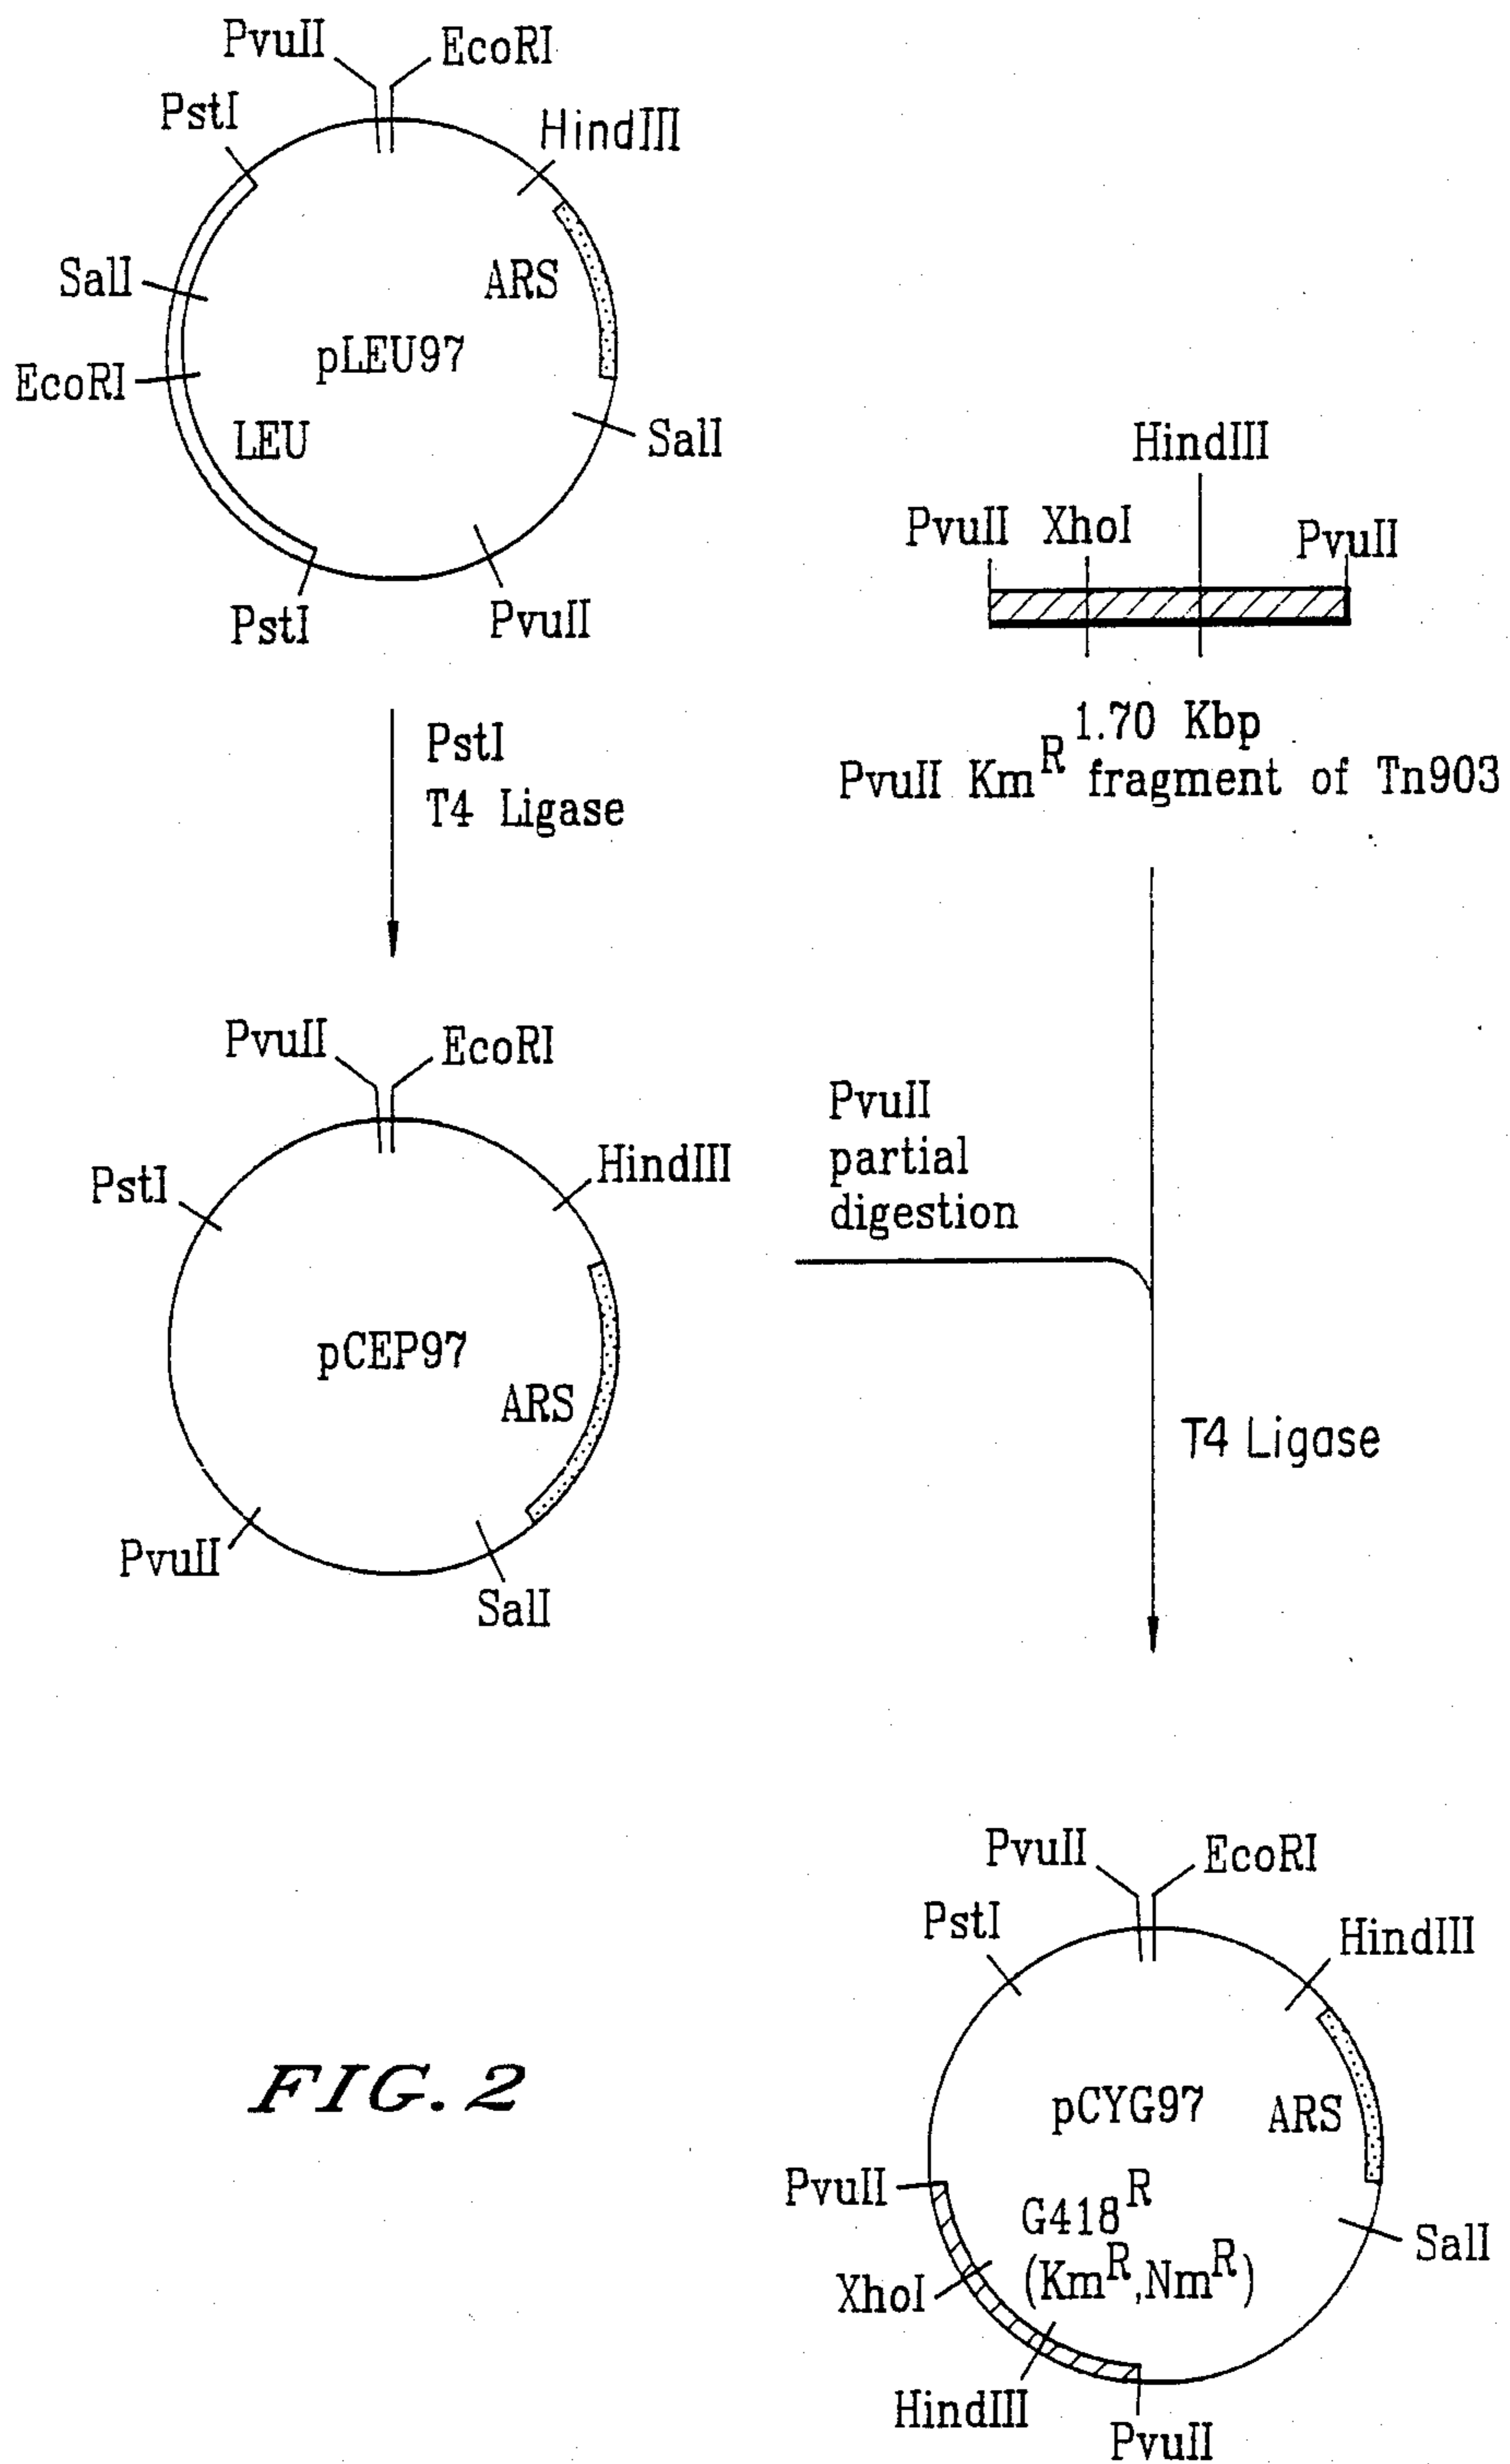 PvuII
EcoRI
PstI
HindIII
SalI
ARS
pLEU97
EcoRI
LEU
SalI
PstI
PvuII
HindIII
PvuII
XhoI
PvuII
1.70 Kbp
PvuII Km^R fragment of Tn903
PstI
T4 Ligase
PvuII
EcoRI
PstI
HindIII
pCEP97
ARS
PvuII
SalI
PvuII
partial
digestion
T4 Ligase
PvuII
EcoRI
PstI
HindIII
pCYG97
ARS
PvuII
G418^R
(Km^R,Nm^R)
SalI
XhoI
HindIII
PvuII
FIG. 2